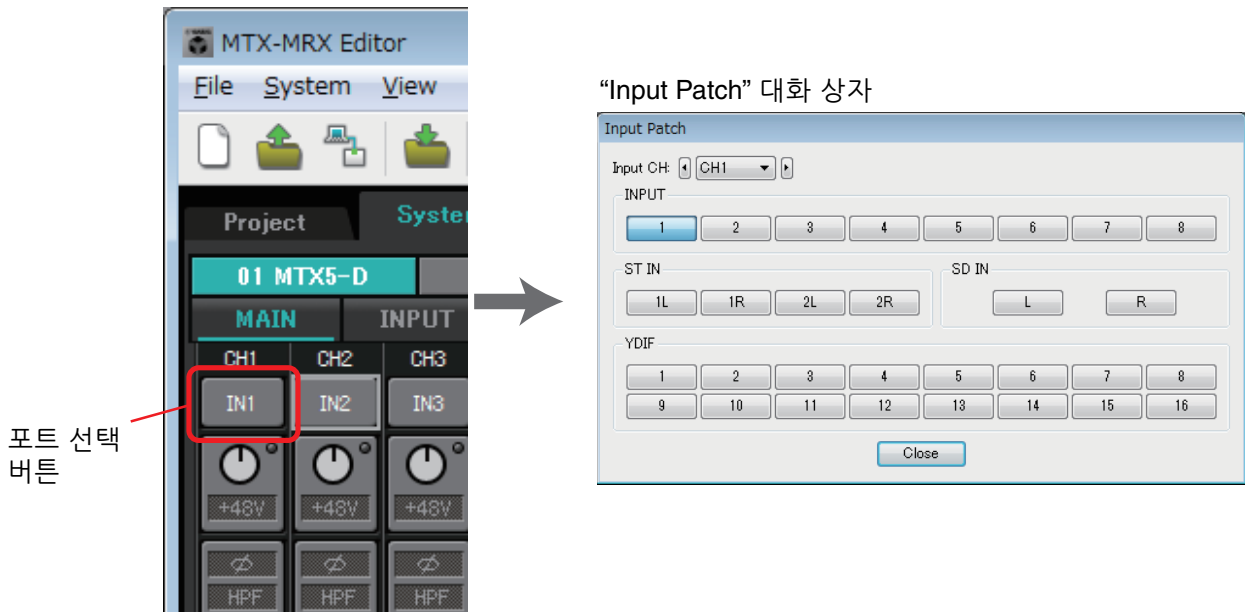 MTX-MRX Editor
File System View
Project Syste
01 MTX5-D
MAIN INPUT
CH1 CH2 CH3
IN1 IN2 IN3
+48V +48V +48V
HPF HPF HPF
포트 선택
버튼
“Input Patch” 대화 상자
Input Patch
Input CH: CH1
INPUT
1 2 3 4 5 6 7 8
ST IN SD IN
1L 1R 2L 2R L R
YDIF
1 2 3 4 5 6 7 8
9 10 11 12 13 14 15 16
Close